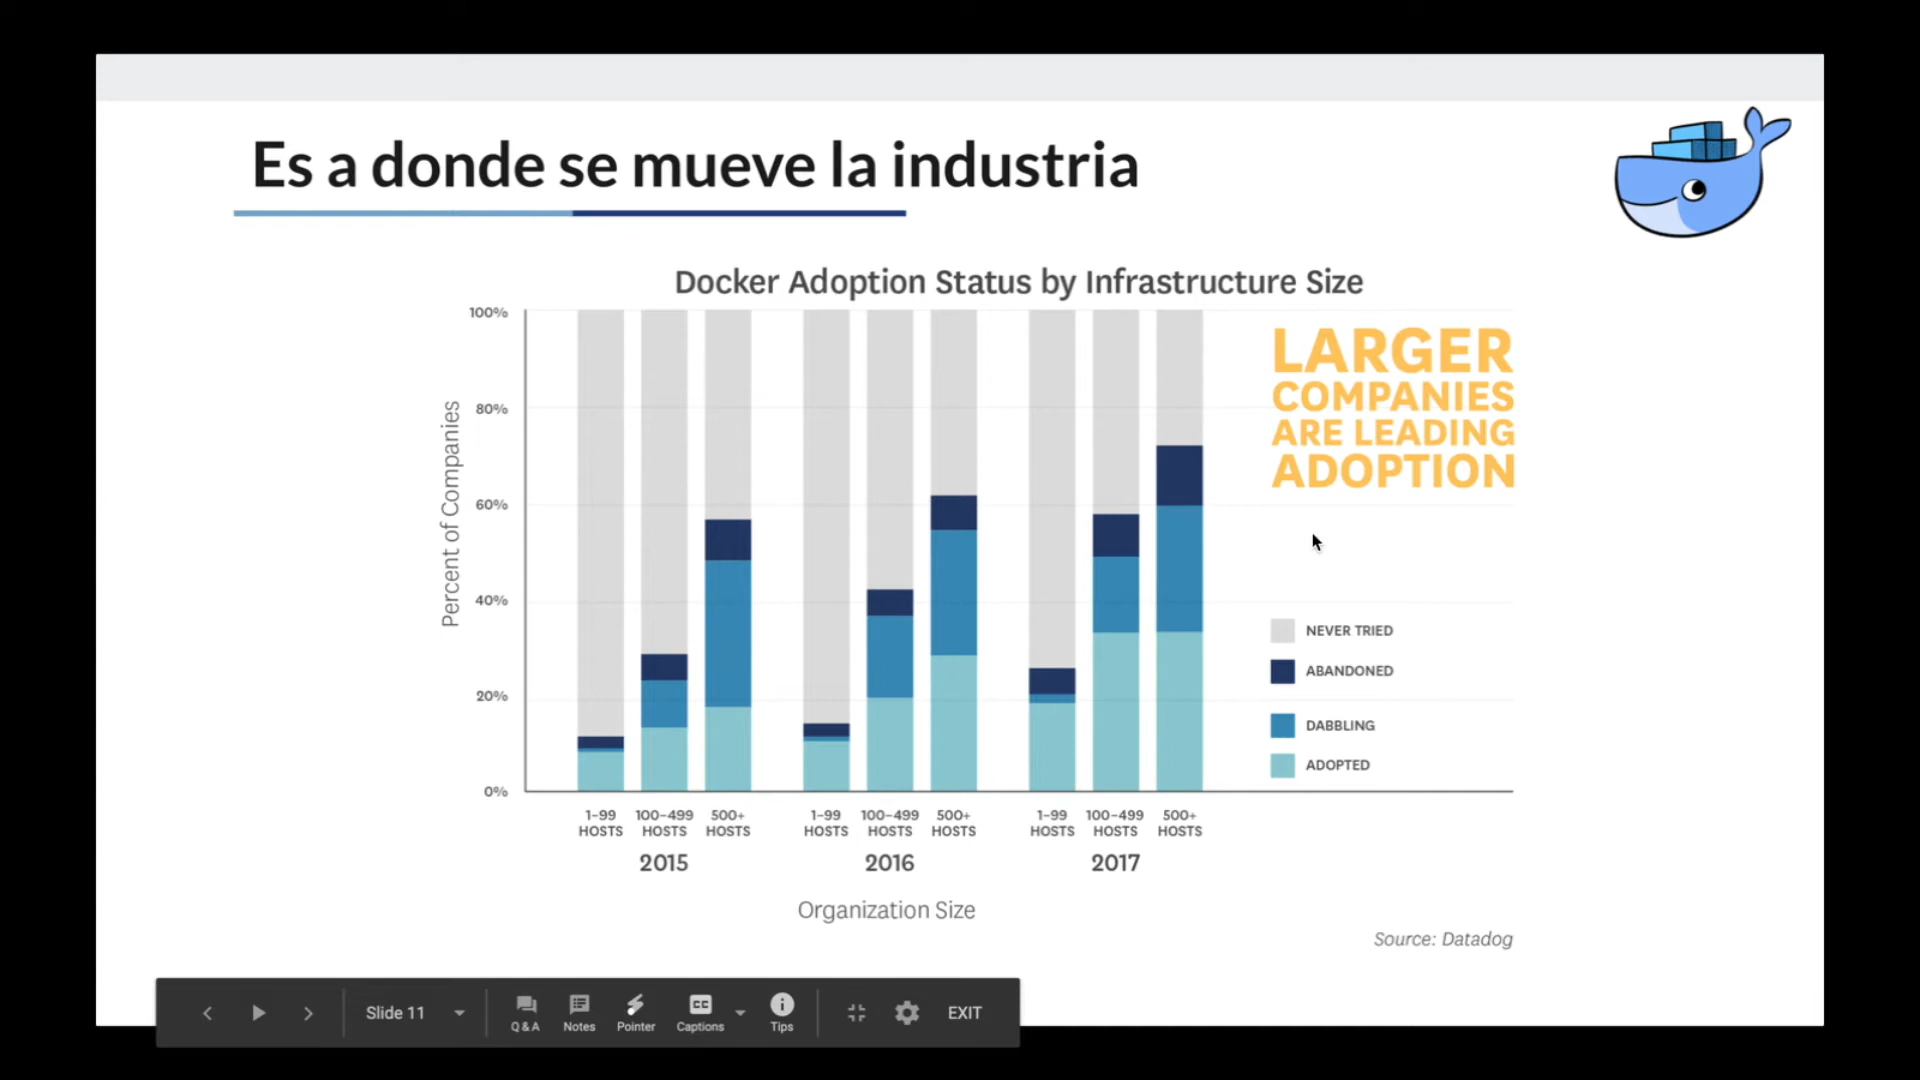 Es a donde se mueve la industria
Docker Adoption Status by Infrastructure Size
100%
80%
60%
40%
20%
0%
Percent of Companies
LARGER
COMPANIES
ARE LEADING
ADOPTION
NEVER TRIED
ABANDONED
DABBLING
ADOPTED
1-99 100-499 500+ 1-99 100-499 500+ 1-99 100-499 500+
HOSTS HOSTS HOSTS HOSTS HOSTS HOSTS HOSTS HOSTS HOSTS
2015 2016 2017
Organization Size
Source: Datadog
Slide 11
Q&A Notes Pointer Captions Tips
CC
EXIT